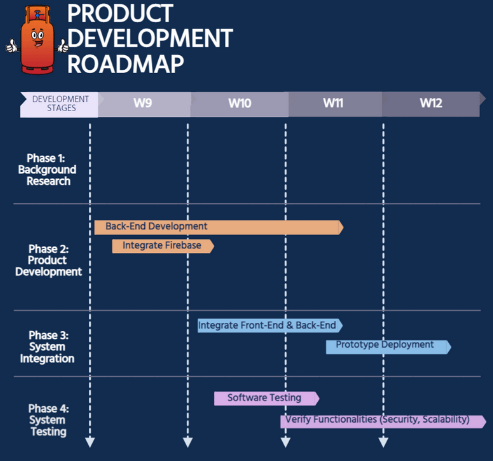 PRODUCT
DEVELOPMENT
ROADMAP
DEVELOPMENT
STAGES
W9
W10
W11
W12
Phase 1:
Background
Research
Phase 2:
Product
Development
Back-End Development
Integrate Firebase
Phase 3:
System
Integration
Integrate Front-End & Back-End
Prototype Deployment
Phase 4:
System
Testing
Software Testing
Verify Functionalities (Security, Scalability)